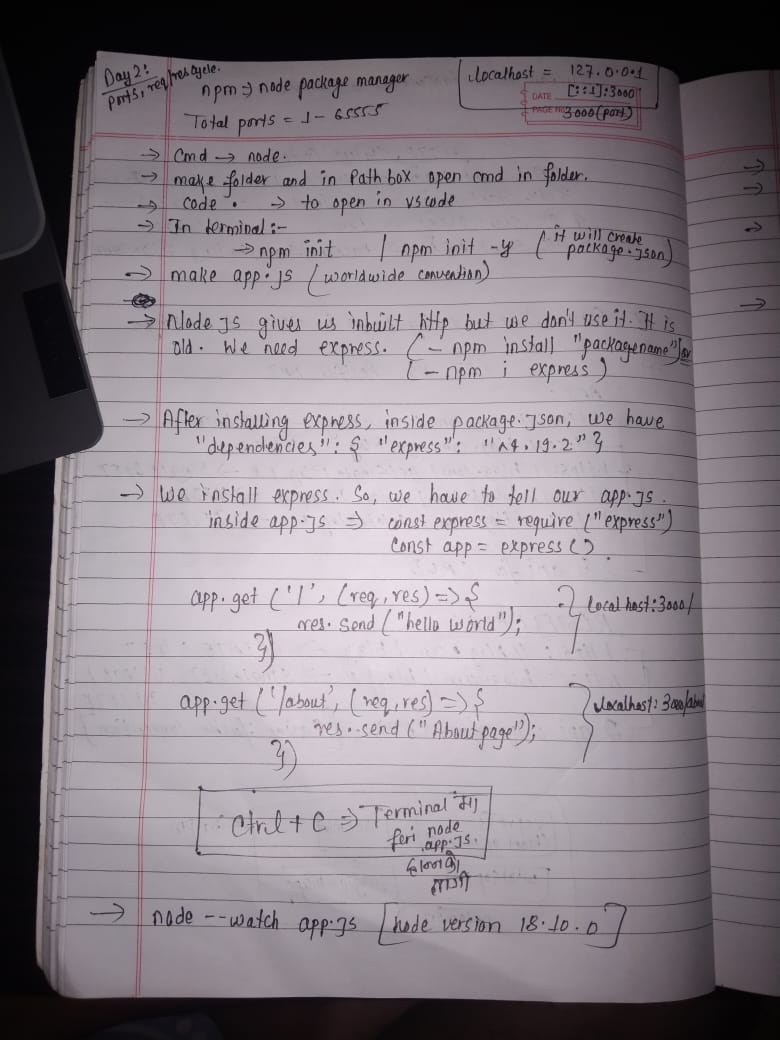 Day 2:
ports, req/res cycle.
npm => node package manager
Total ports = 1 - 65555
localhost = 127.0.0.1
DATE [::1]:3000
PAGE NO 3000 (port)
-> Cmd -> node.
-> make folder and in Path box open cmd in folder.
-> code . -> to open in vscode
-> In terminal:-
-> npm init / npm init -y (it will create
package.json)
-> make app.js (worldwide convention)
-> Node JS gives us inbuilt http but we don't use it. It is
old. We need express. (- npm install "packagename" or
(- npm i express)
-> After installing express, inside package.json, we have
"dependencies": { "express": "^4.19.2" }
-> We install express. So, we have to tell our app.js.
inside app.js => const express = require ("express")
const app = express ().
app.get ('/', (req, res) => { localhost:3000/
res.send ("hello world");
})
app.get ('/about', (req, res) => { localhost: 3000/about
res.send ("About page");
})
Ctrl + C => Terminal मा
feri node
app.js.
हाल्नको
लागी
-> node --watch app.js [node version 18.10.0]